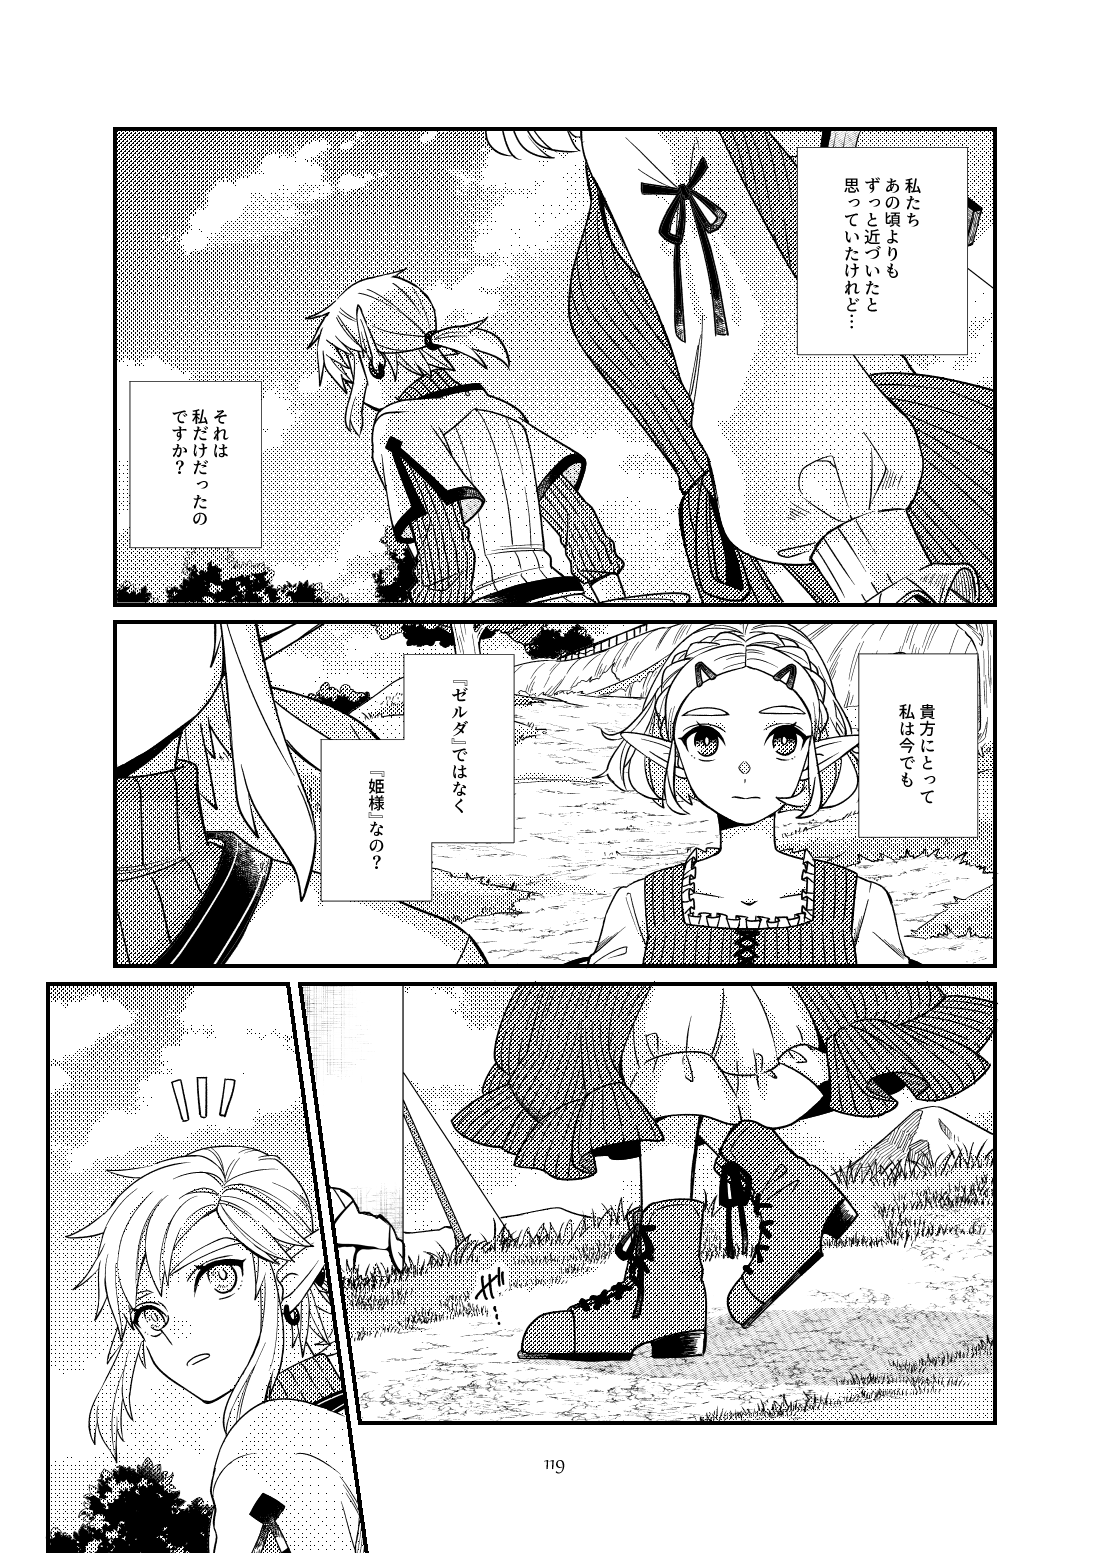 私たち
あの頃よりも
ずっと近づいたと
思っていたけれど…
それは
私だけだったの
ですか？
貴方にとって
私は今でも
『ゼルダ』ではなく
『姫様』なの？
ザ…
119